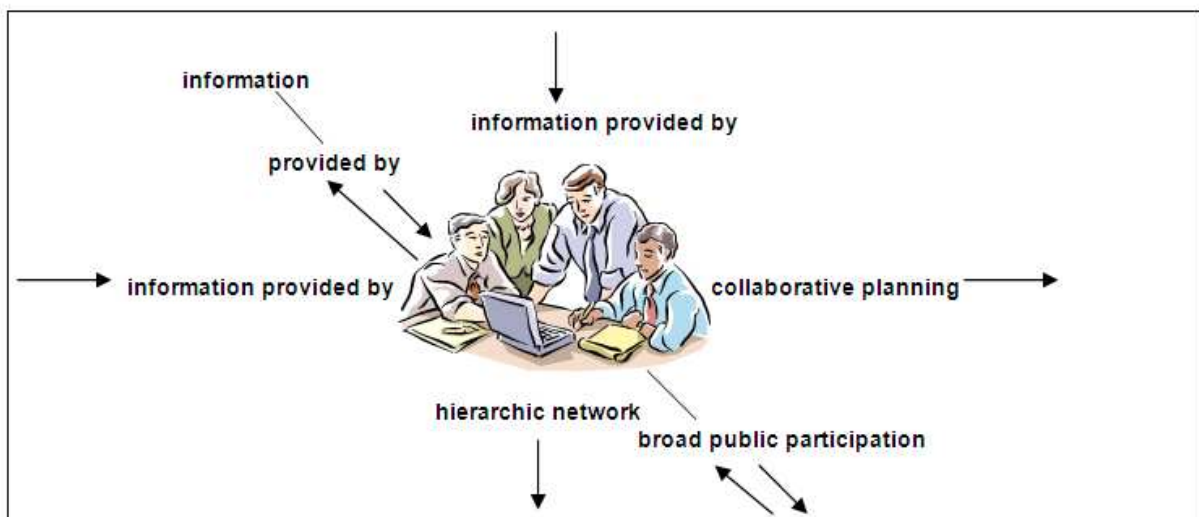 information
information provided by
provided by
information provided by
collaborative planning
hierarchic network
broad public participation